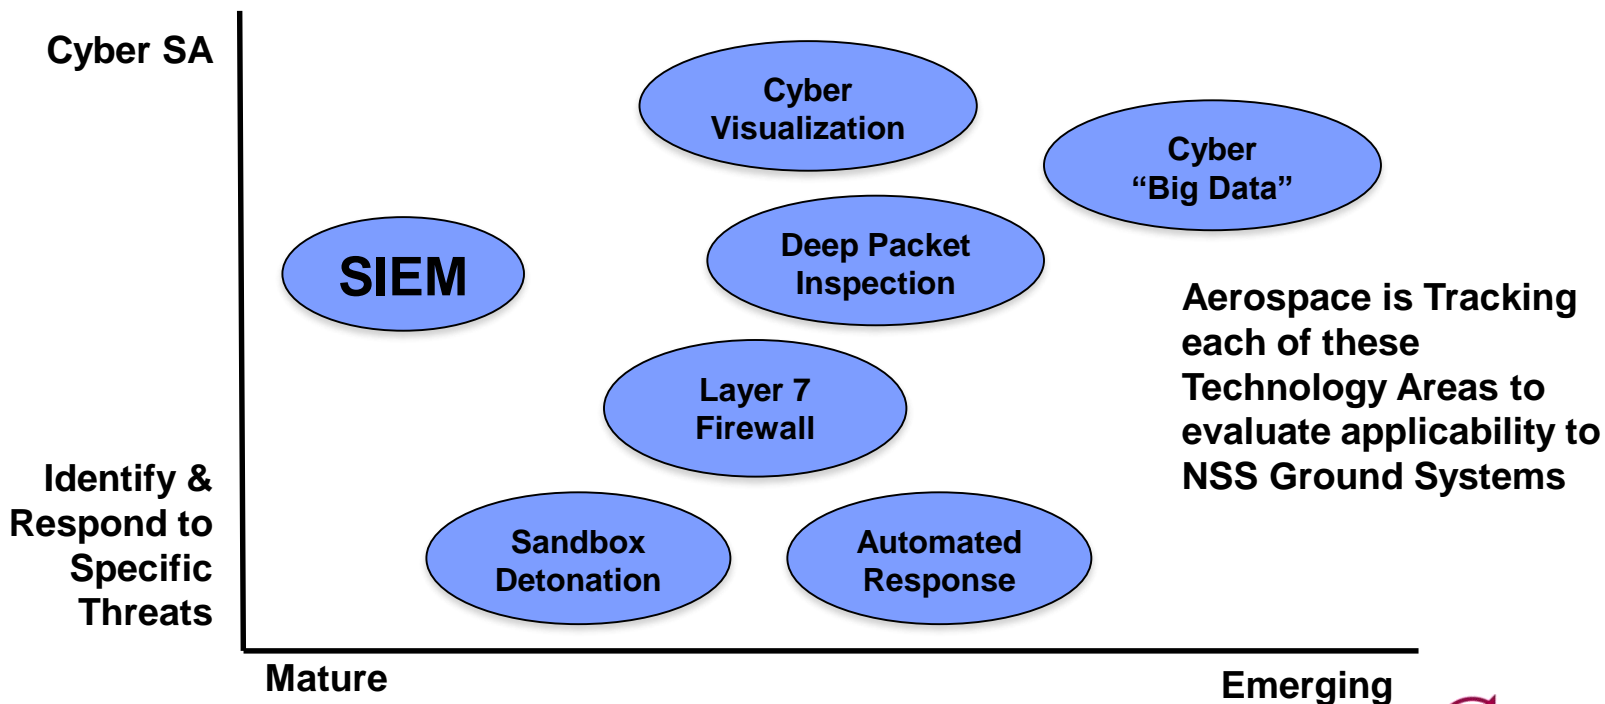 Cyber SA
Cyber
Visualization
Cyber
“Big Data”
SIEM
Deep Packet
Inspection
Aerospace is Tracking
each of these
Technology Areas to
evaluate applicability to
NSS Ground Systems
Layer 7
Firewall
Identify &
Respond to
Specific
Threats
Sandbox
Detonation
Automated
Response
Mature
Emerging